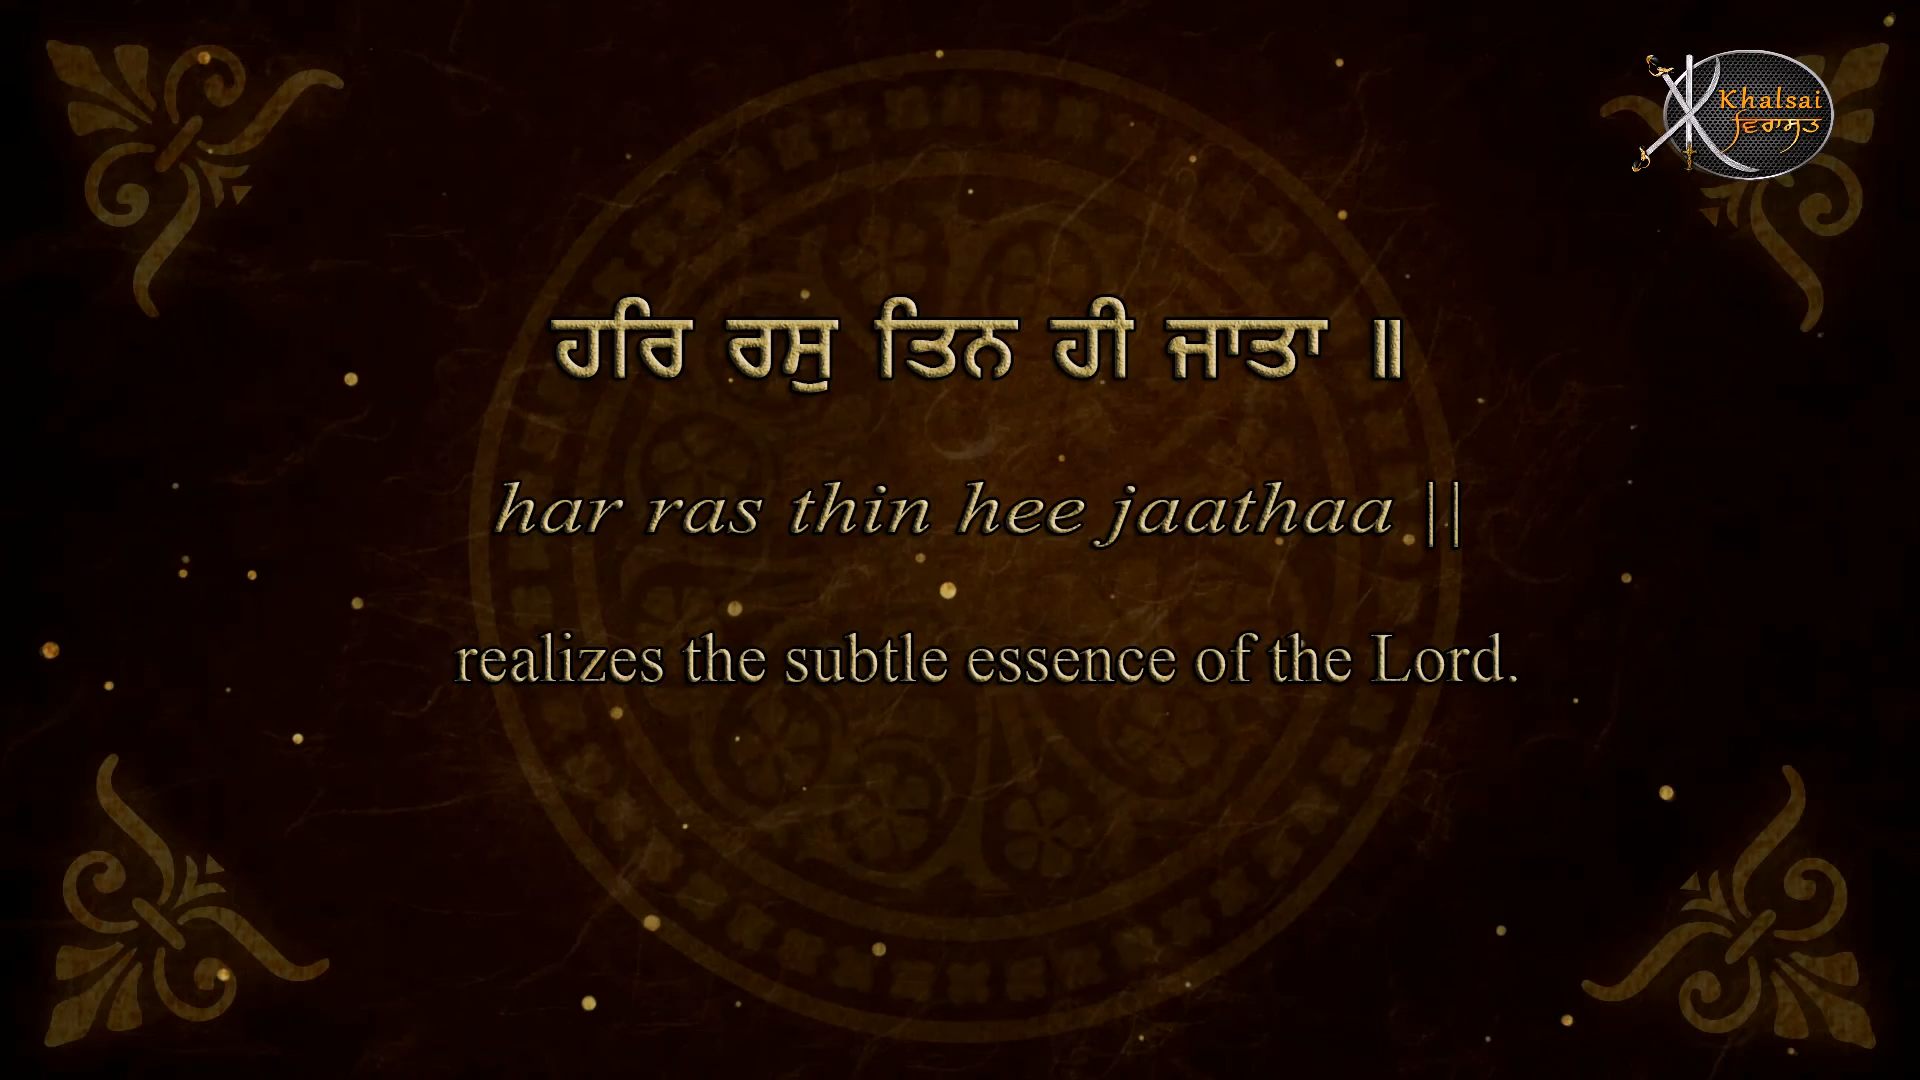 Khalsai
ਵਿਰਾਸਤ
ਹਰਿ ਰਸੁ ਤਿਨ ਹੀ ਜਾਤਾ ॥
har ras thin hee jaathaa ||
realizes the subtle essence of the Lord.